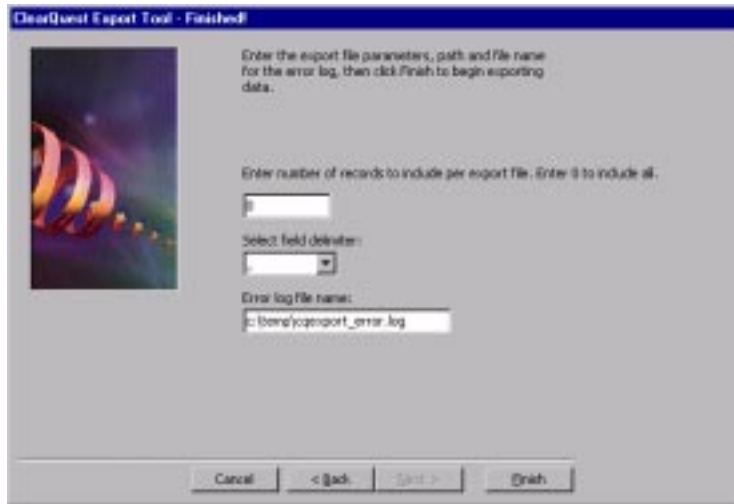 ClearQuest Export Tool - Finished!
Enter the export file parameters, path and file name
for the error log, then click Finish to begin exporting
data.
Enter number of records to include per export file. Enter 0 to include all.
0
Select field delimiter:
,
Error log file name:
c:\temp\cqexport_error.log
Cancel
< Back
Next >
Finish